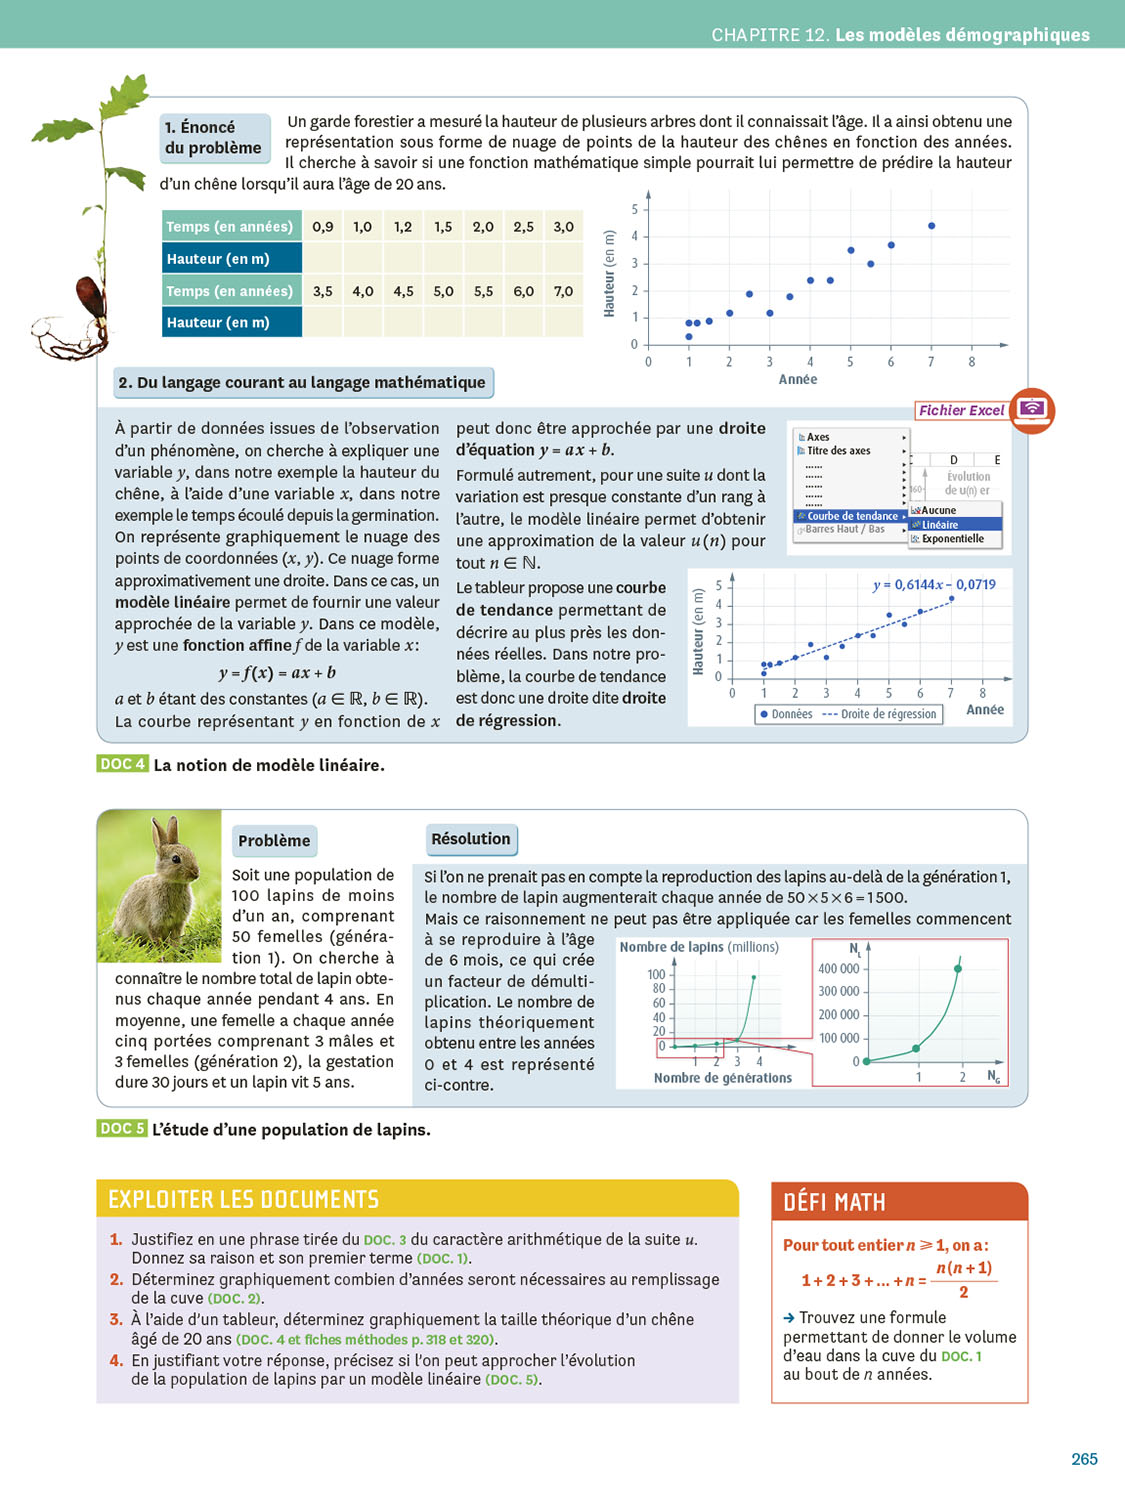 CHAPITRE 12. Les modèles démographiques
1. Énoncé
du problème
Un garde forestier a mesuré la hauteur de plusieurs arbres dont il connaissait l'âge. Il a ainsi obtenu une
représentation sous forme de nuage de points de la hauteur des chênes en fonction des années.
Il cherche à savoir si une fonction mathématique simple pourrait lui permettre de prédire la hauteur
d'un chêne lorsqu'il aura l'âge de 20 ans.
Temps (en années) 0,9 1,0 1,2 1,5 2,0 2,5 3,0
Hauteur (en m)
Temps (en années) 3,5 4,0 4,5 5,0 5,5 6,0 7,0
Hauteur (en m)
Hauteur (en m)
5
4
3
2
1
0
0 1 2 3 4 5 6 7 8
Année
2. Du langage courant au langage mathématique
Fichier Excel
À partir de données issues de l'observation
d'un phénomène, on cherche à expliquer une
variable y, dans notre exemple la hauteur du
chêne, à l'aide d'une variable x, dans notre
exemple le temps écoulé depuis la germination.
On représente graphiquement le nuage des
points de coordonnées (x, y). Ce nuage forme
approximativement une droite. Dans ce cas, un
modèle linéaire permet de fournir une valeur
approchée de la variable y. Dans ce modèle,
y est une fonction affine f de la variable x :
y = f(x) = ax + b
a et b étant des constantes (a ∈ ℝ, b ∈ ℝ).
La courbe représentant y en fonction de x
peut donc être approchée par une droite
d'équation y = ax + b.
Formulé autrement, pour une suite u dont la
variation est presque constante d'un rang à
l'autre, le modèle linéaire permet d'obtenir
une approximation de la valeur u(n) pour
tout n ∈ ℕ.
Le tableur propose une courbe
de tendance permettant de
décrire au plus près les don-
nées réelles. Dans notre pro-
blème, la courbe de tendance
est donc une droite dite droite
de régression.
Axes
Titre des axes
......
......
......
......
......
Courbe de tendance
Barres Haut / Bas
C D E
Évolution
de u(n) er
160
Aucune
Linéaire
Exponentielle
y = 0,6144x – 0,0719
Hauteur (en m)
5
4
3
2
1
0
0 1 2 3 4 5 6 7 8
Année
Données --- Droite de régression
DOC 4 La notion de modèle linéaire.
Problème
Soit une population de
100 lapins de moins
d'un an, comprenant
50 femelles (généra-
tion 1). On cherche à
connaître le nombre total de lapin obte-
nus chaque année pendant 4 ans. En
moyenne, une femelle a chaque année
cinq portées comprenant 3 mâles et
3 femelles (génération 2), la gestation
dure 30 jours et un lapin vit 5 ans.
Résolution
Si l'on ne prenait pas en compte la reproduction des lapins au-delà de la génération 1,
le nombre de lapin augmenterait chaque année de 50 × 5 × 6 = 1 500.
Mais ce raisonnement ne peut pas être appliquée car les femelles commencent
à se reproduire à l'âge
de 6 mois, ce qui crée
un facteur de démulti-
plication. Le nombre de
lapins théoriquement
obtenu entre les années
0 et 4 est représenté
ci-contre.
Nombre de lapins (millions)
100
80
60
40
20
0
1 2 3 4
Nombre de générations
NL
400 000
300 000
200 000
100 000
0
1 2 NG
DOC 5 L'étude d'une population de lapins.
EXPLOITER LES DOCUMENTS
1. Justifiez en une phrase tirée du DOC. 3 du caractère arithmétique de la suite u.
Donnez sa raison et son premier terme (DOC. 1).
2. Déterminez graphiquement combien d'années seront nécessaires au remplissage
de la cuve (DOC. 2).
3. À l'aide d'un tableur, déterminez graphiquement la taille théorique d'un chêne
âgé de 20 ans (DOC. 4 et fiches méthodes p. 318 et 320).
4. En justifiant votre réponse, précisez si l'on peut approcher l'évolution
de la population de lapins par un modèle linéaire (DOC. 5).
DÉFI MATH
Pour tout entier n ⩾ 1, on a :
1 + 2 + 3 + ... + n = n(n + 1)
2
→ Trouvez une formule
permettant de donner le volume
d'eau dans la cuve du DOC. 1
au bout de n années.
265